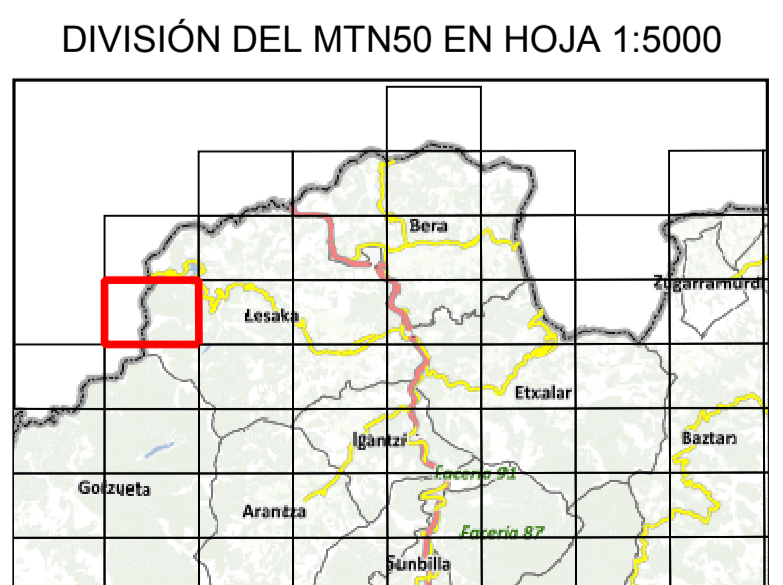 DIVISIÓN DEL MTN50 EN HOJA 1:5000
Bera
Zugarramurdi
Lesaka
Etxalar
Igantzi
Baztan
Facería 91
Goizueta
Arantza
Facería 87
Sunbilla